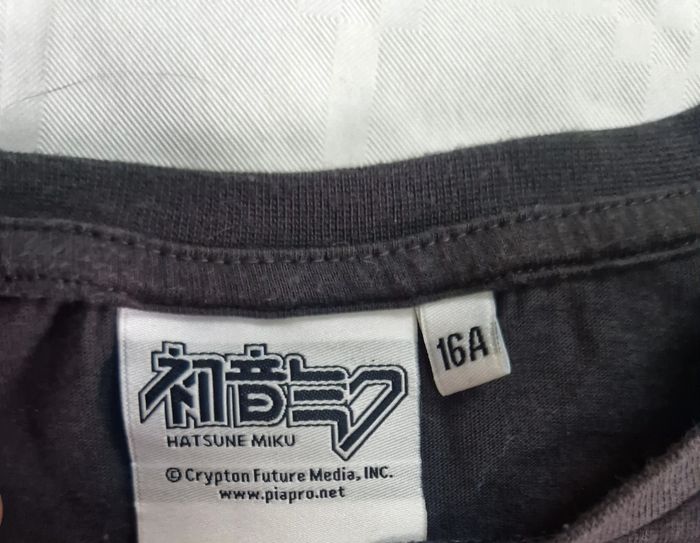 初音ミク
HATSUNE MIKU
© Crypton Future Media, INC.
www.piapro.net
16A